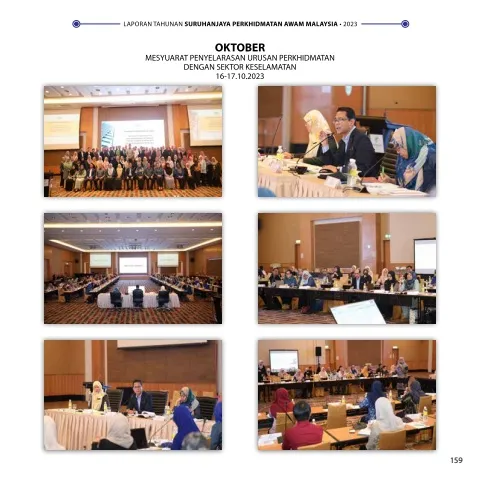 LAPORAN TAHUNAN SURUHANJAYA PERKHIDMATAN AWAM MALAYSIA • 2023
OKTOBER
MESYUARAT PENYELARASAN URUSAN PERKHIDMATAN
DENGAN SEKTOR KESELAMATAN
16-17.10.2023
159